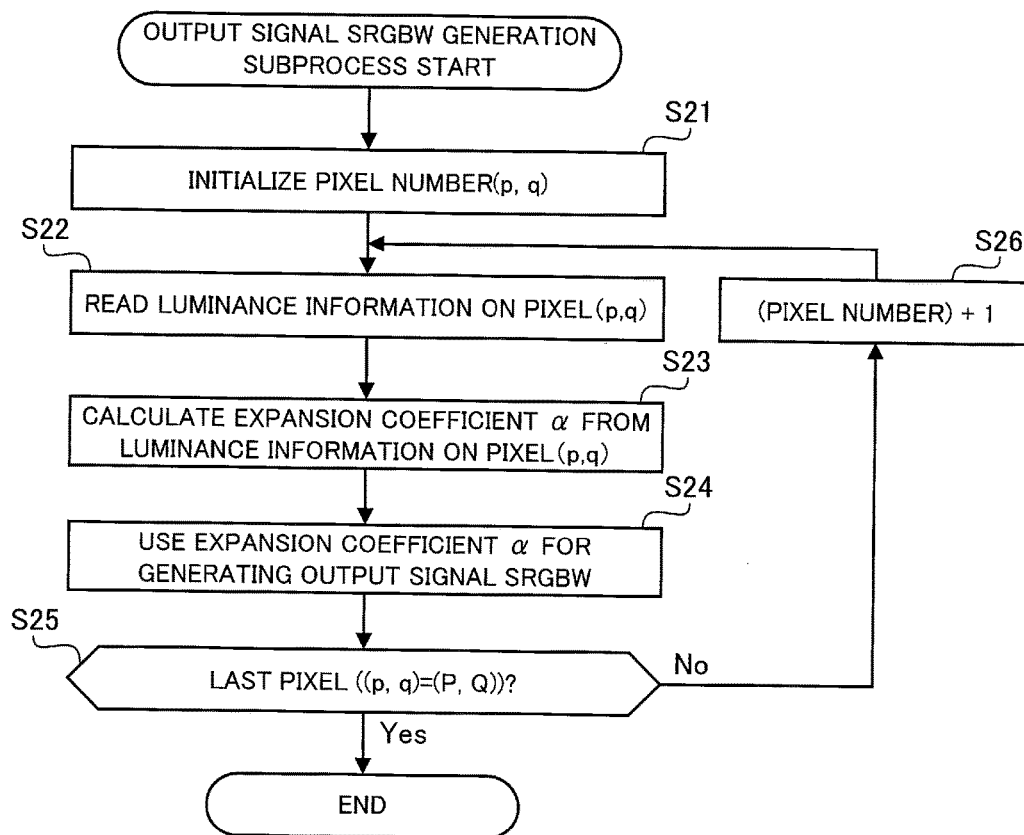 OUTPUT SIGNAL SRGBW GENERATION
SUBPROCESS START
S21
INITIALIZE PIXEL NUMBER(p, q)
S22
READ LUMINANCE INFORMATION ON PIXEL(p,q)
S26
(PIXEL NUMBER) + 1
S23
CALCULATE EXPANSION COEFFICIENT α FROM
LUMINANCE INFORMATION ON PIXEL(p,q)
S24
USE EXPANSION COEFFICIENT α FOR
GENERATING OUTPUT SIGNAL SRGBW
S25
LAST PIXEL ((p, q)=(P, Q))?
No
Yes
END